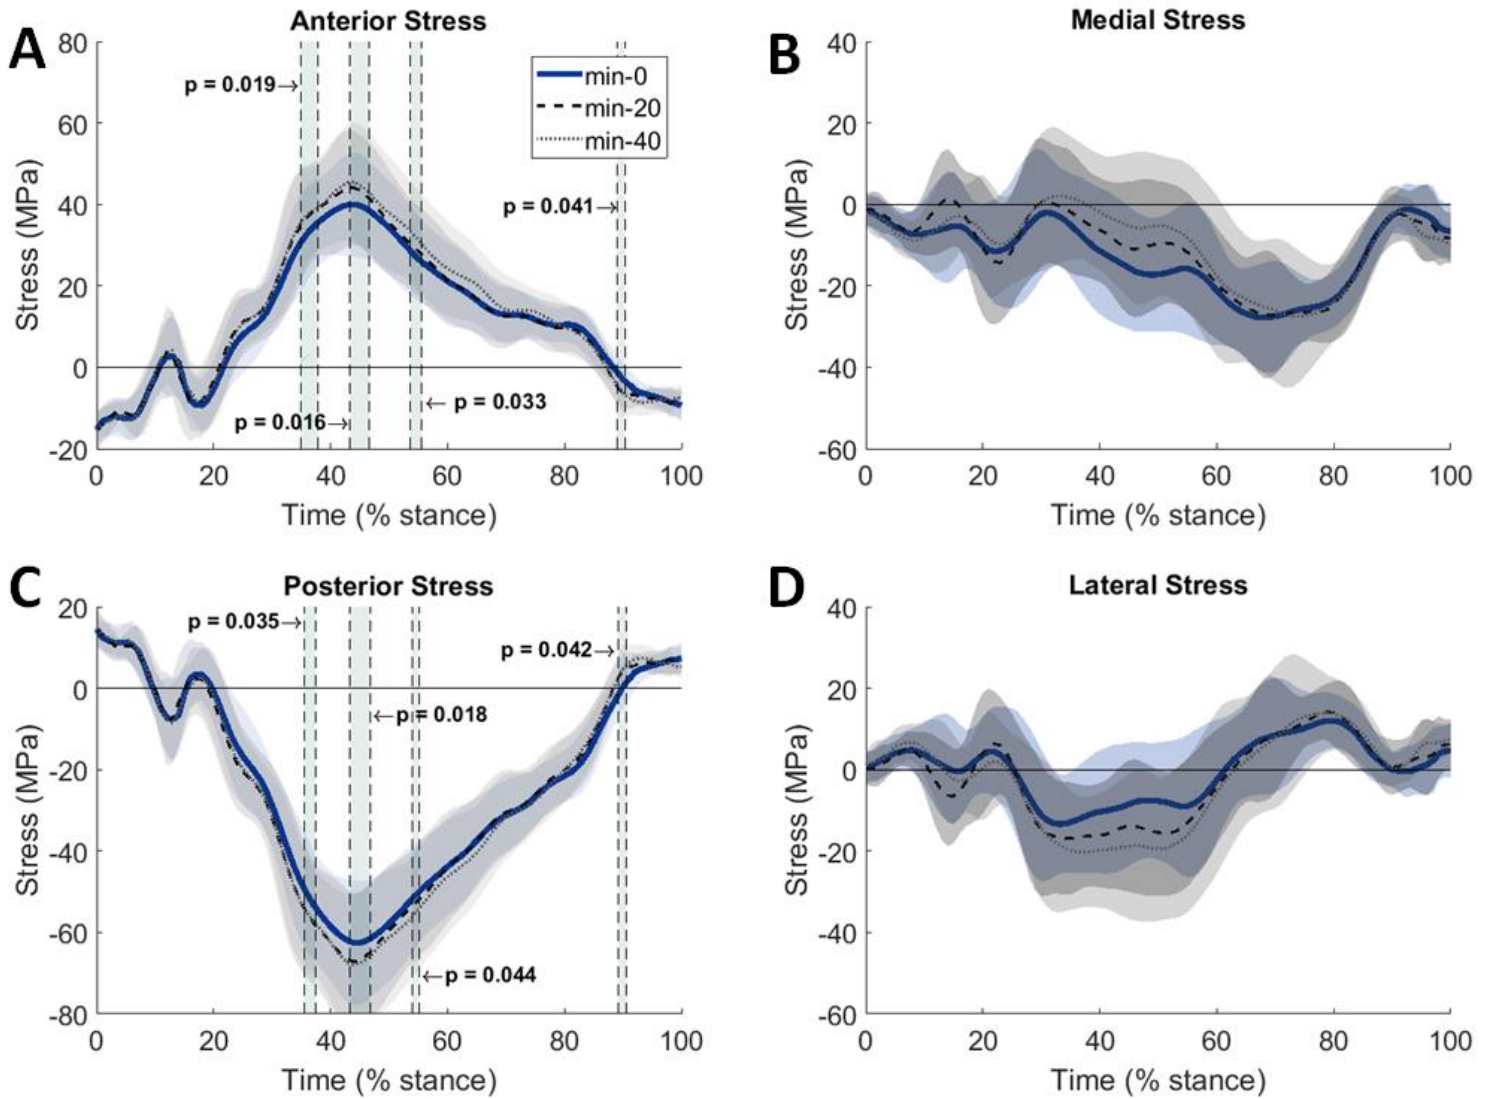 A
Anterior Stress
80
60
40
20
0
-20
Stress (MPa)
p = 0.019→
min-0
min-20
min-40
p = 0.041→
← p = 0.033
p = 0.016→
0
20
40
60
80
100
Time (% stance)
B
Medial Stress
40
20
0
-20
-40
-60
Stress (MPa)
0
20
40
60
80
100
Time (% stance)
C
Posterior Stress
20
0
-20
-40
-60
-80
Stress (MPa)
p = 0.035→
p = 0.042→
←p = 0.018
←p = 0.044
0
20
40
60
80
100
Time (% stance)
D
Lateral Stress
40
20
0
-20
-40
-60
Stress (MPa)
0
20
40
60
80
100
Time (% stance)